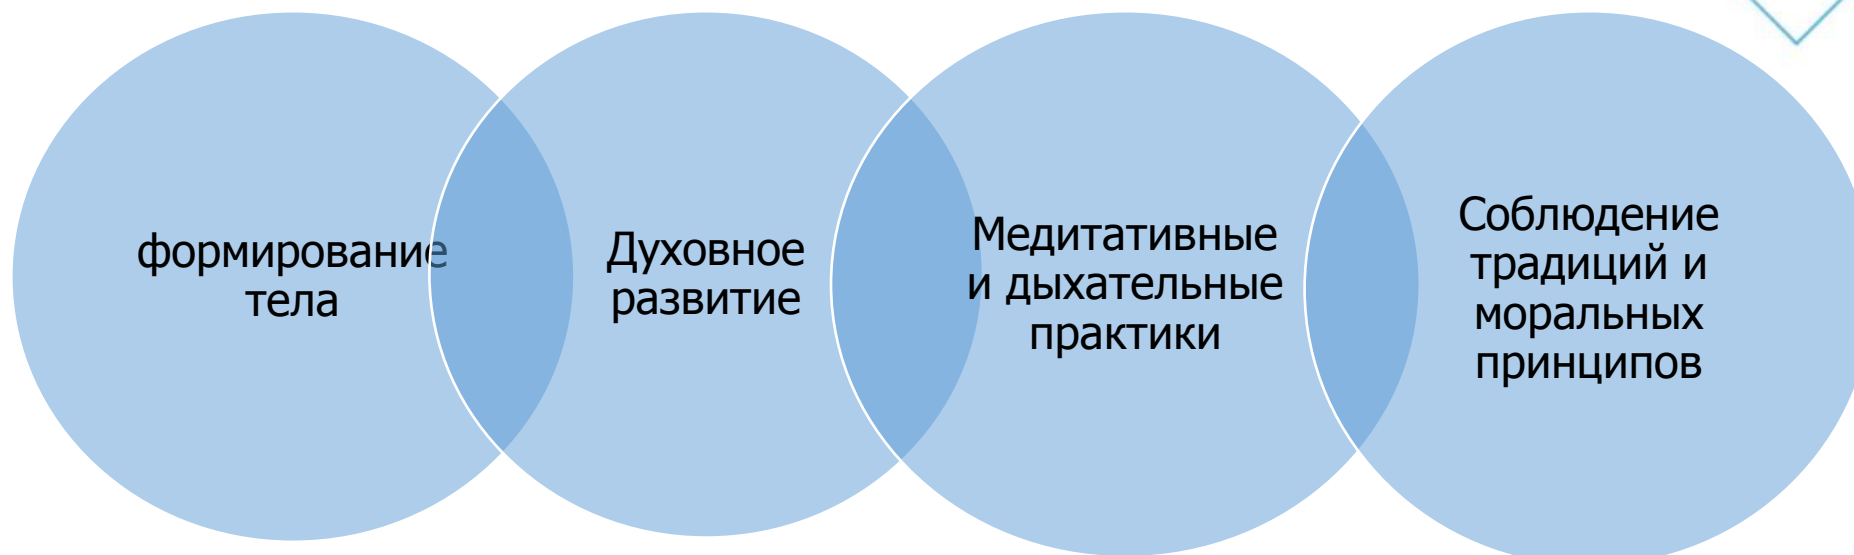 формирование
тела
Духовное
развитие
Медитативные
и дыхательные
практики
Соблюдение
традиций и
моральных
принципов